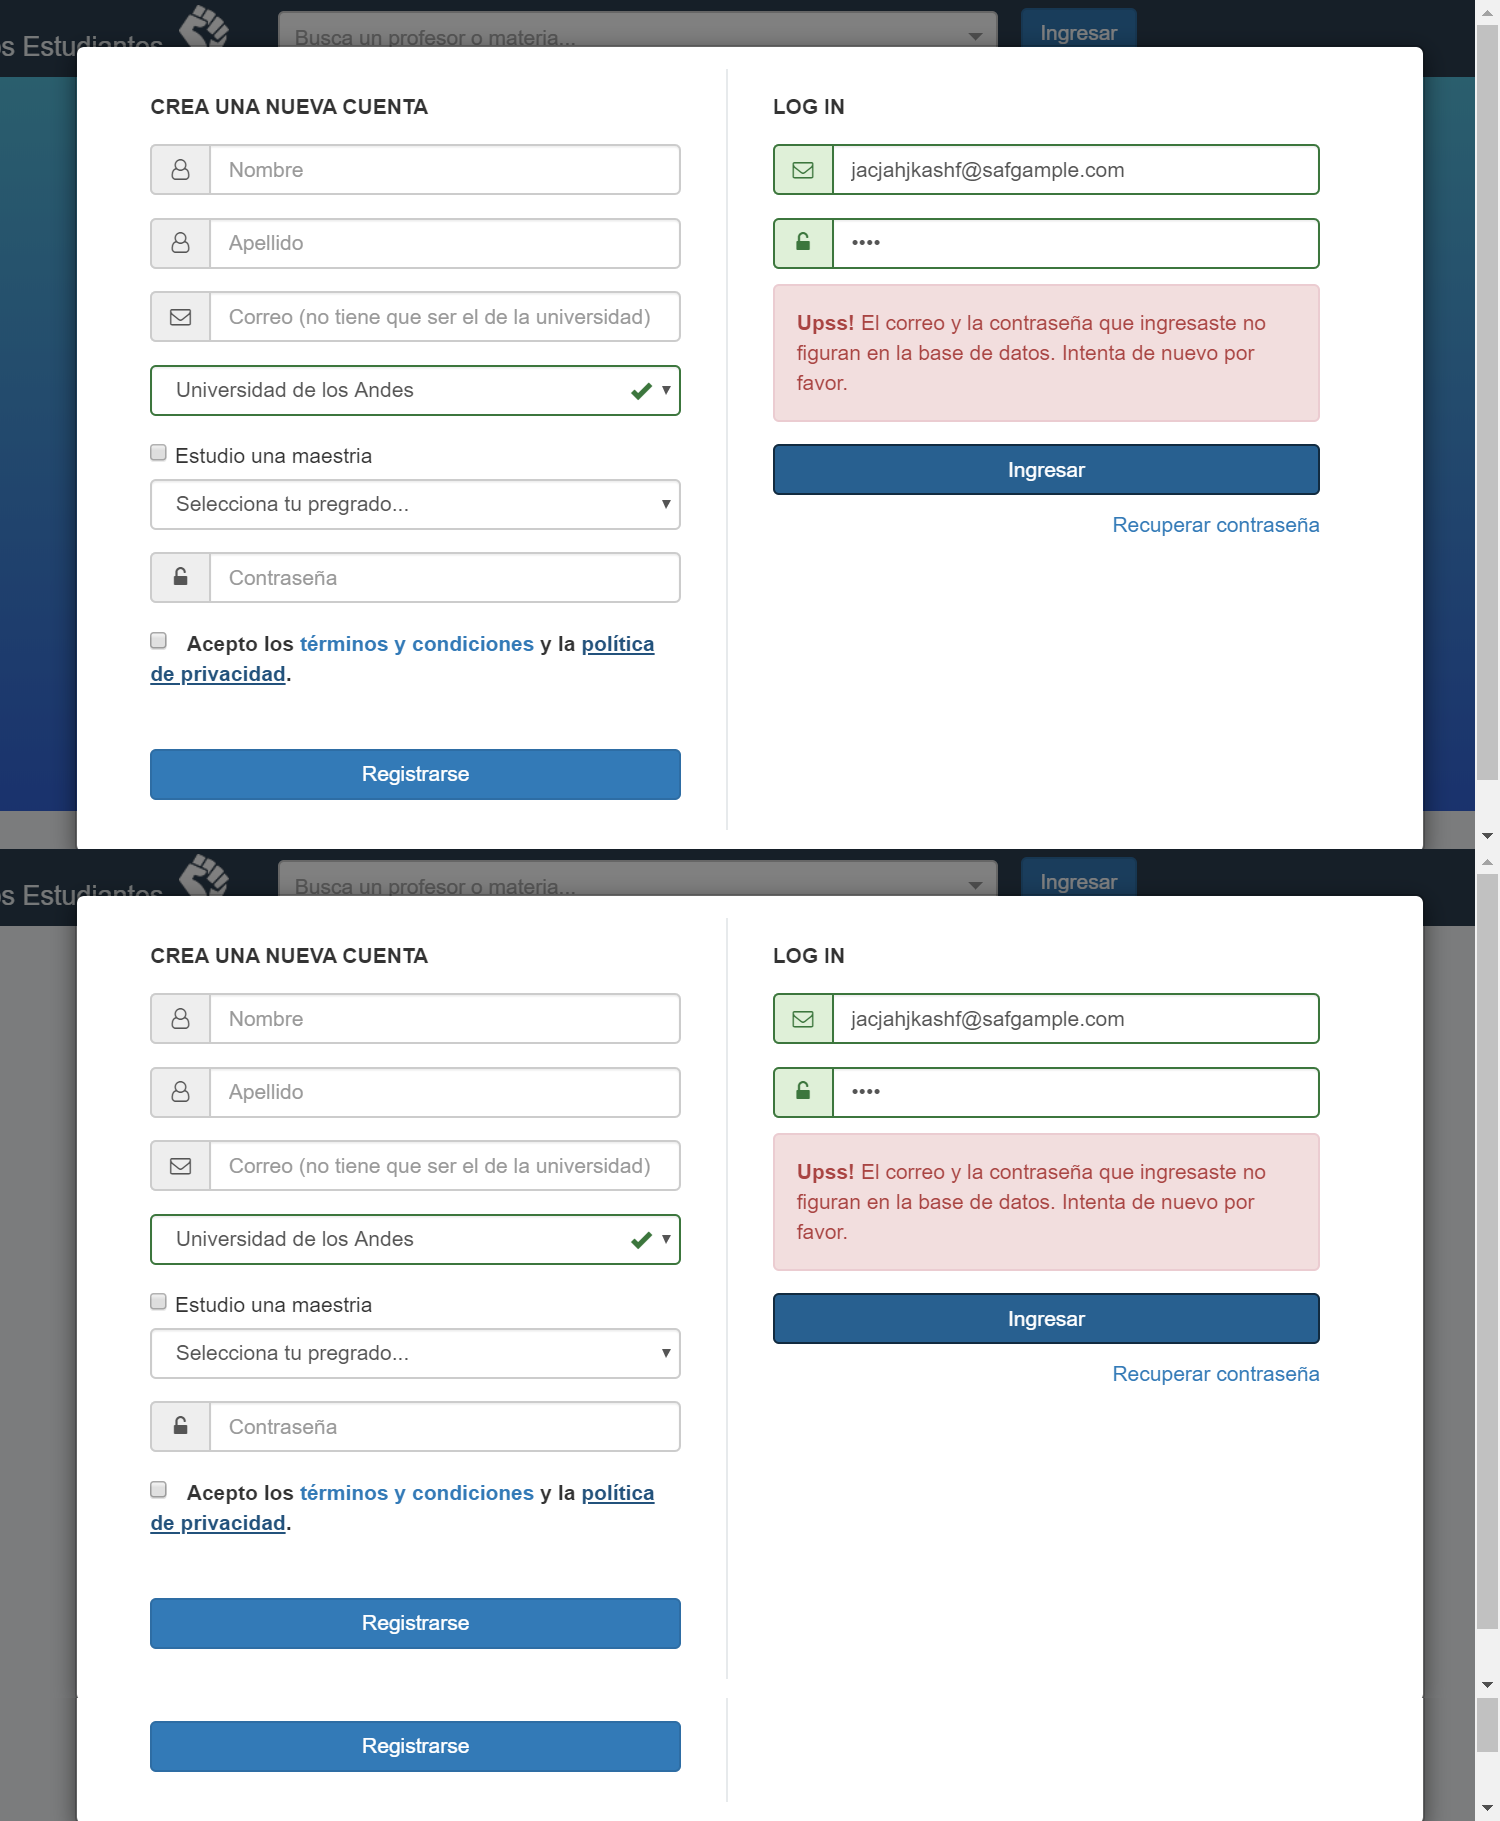 s Estudiantes
Busca un profesor o materia...
Ingresar
CREA UNA NUEVA CUENTA
Nombre
Apellido
Correo (no tiene que ser el de la universidad)
Universidad de los Andes
Estudio una maestria
Selecciona tu pregrado...
Contraseña
Acepto los términos y condiciones y la política
de privacidad.
Registrarse
LOG IN
jacjahjkashf@safgample.com
••••
Upss! El correo y la contraseña que ingresaste no
figuran en la base de datos. Intenta de nuevo por
favor.
Ingresar
Recuperar contraseña
s Estudiantes
Busca un profesor o materia...
Ingresar
CREA UNA NUEVA CUENTA
Nombre
Apellido
Correo (no tiene que ser el de la universidad)
Universidad de los Andes
Estudio una maestria
Selecciona tu pregrado...
Contraseña
Acepto los términos y condiciones y la política
de privacidad.
Registrarse
LOG IN
jacjahjkashf@safgample.com
••••
Upss! El correo y la contraseña que ingresaste no
figuran en la base de datos. Intenta de nuevo por
favor.
Ingresar
Recuperar contraseña
Registrarse